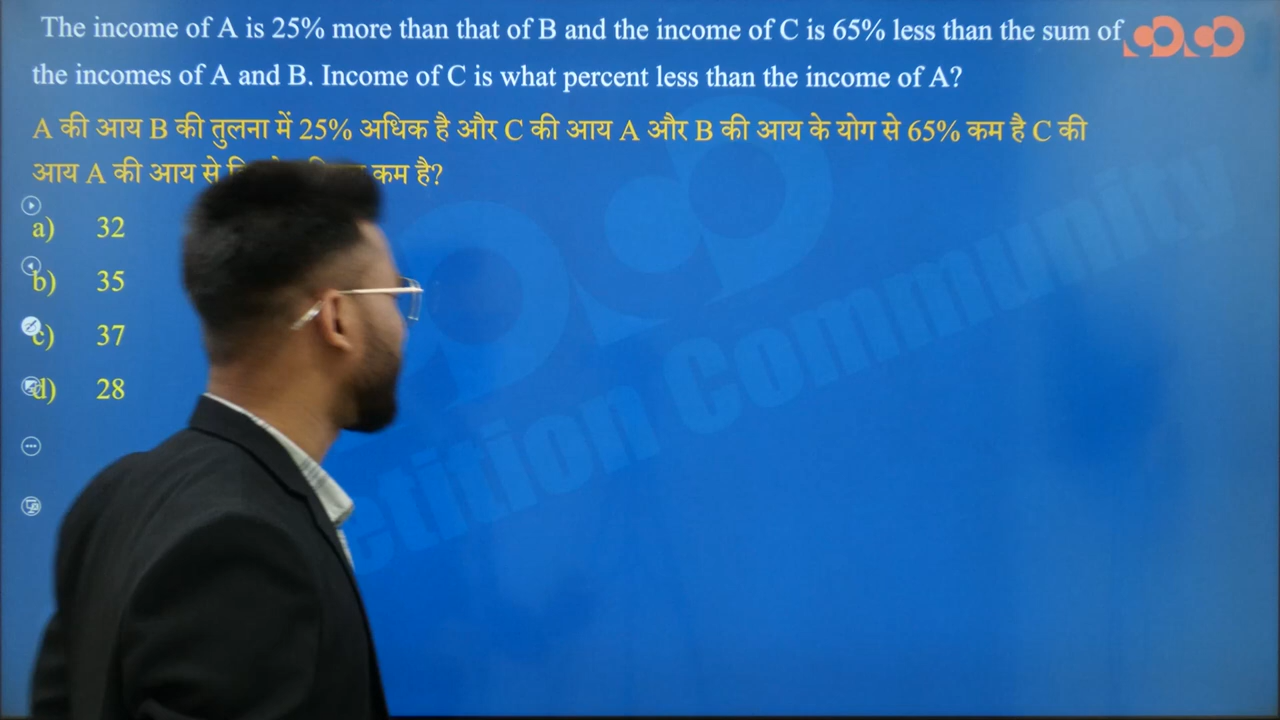 The income of A is 25% more than that of B and the income of C is 65% less than the sum of
the incomes of A and B. Income of C is what percent less than the income of A?
A की आय B की तुलना में 25% अधिक है और C की आय A और B की आय के योग से 65% कम है C की
आय A की आय से कम है?
a) 32
b) 35
c) 37
d) 28
Community